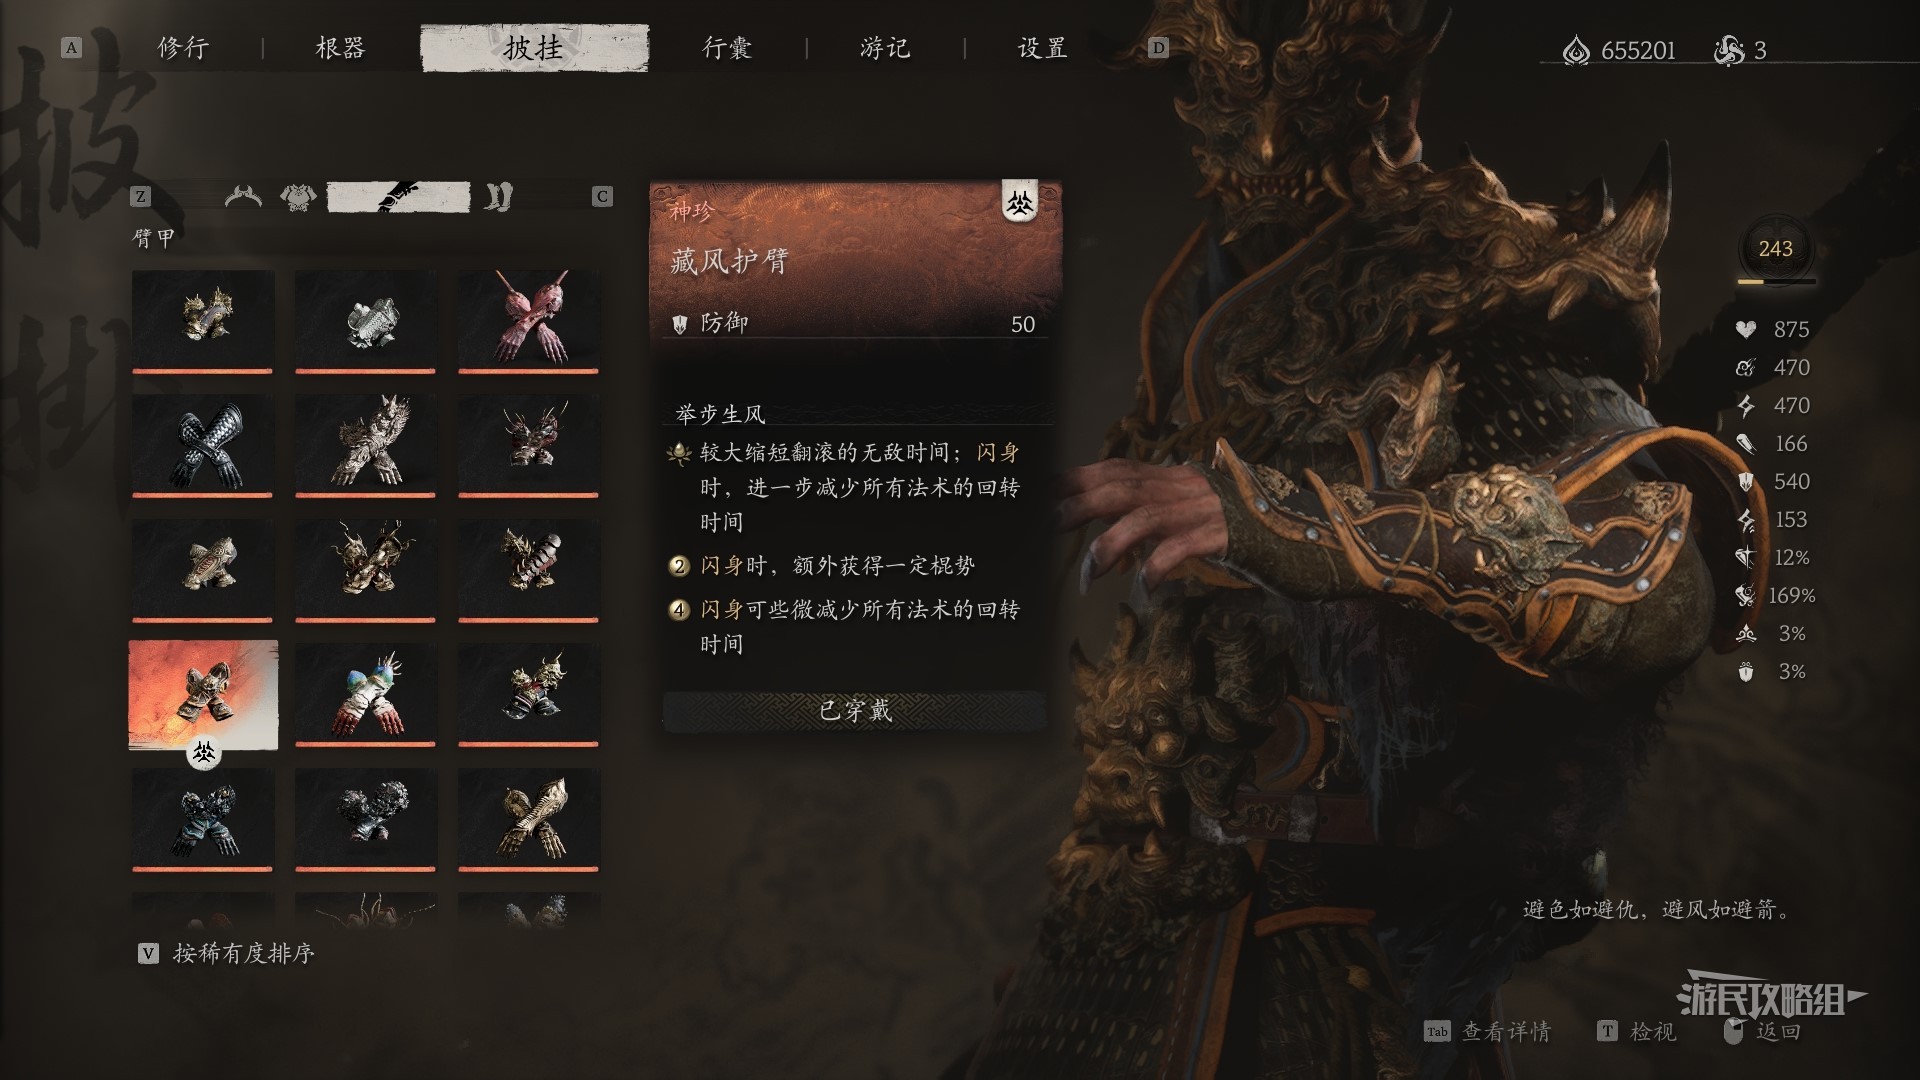 A 修行 根器 披挂 行囊 游记 设置 D
655201 3
披掛
Z C
臂甲
神珍
藏风护臂
防御 50
举步生风
较大缩短翻滚的无敌时间；闪身
时，进一步减少所有法术的回转
时间
2 闪身时，额外获得一定棍势
4 闪身可些微减少所有法术的回转
时间
已穿戴
243
875
470
470
166
540
153
12%
169%
3%
3%
避色如避仇，避风如避箭。
V 按稀有度排序
游民攻略组
Tab 查看详情 T 检视 返回